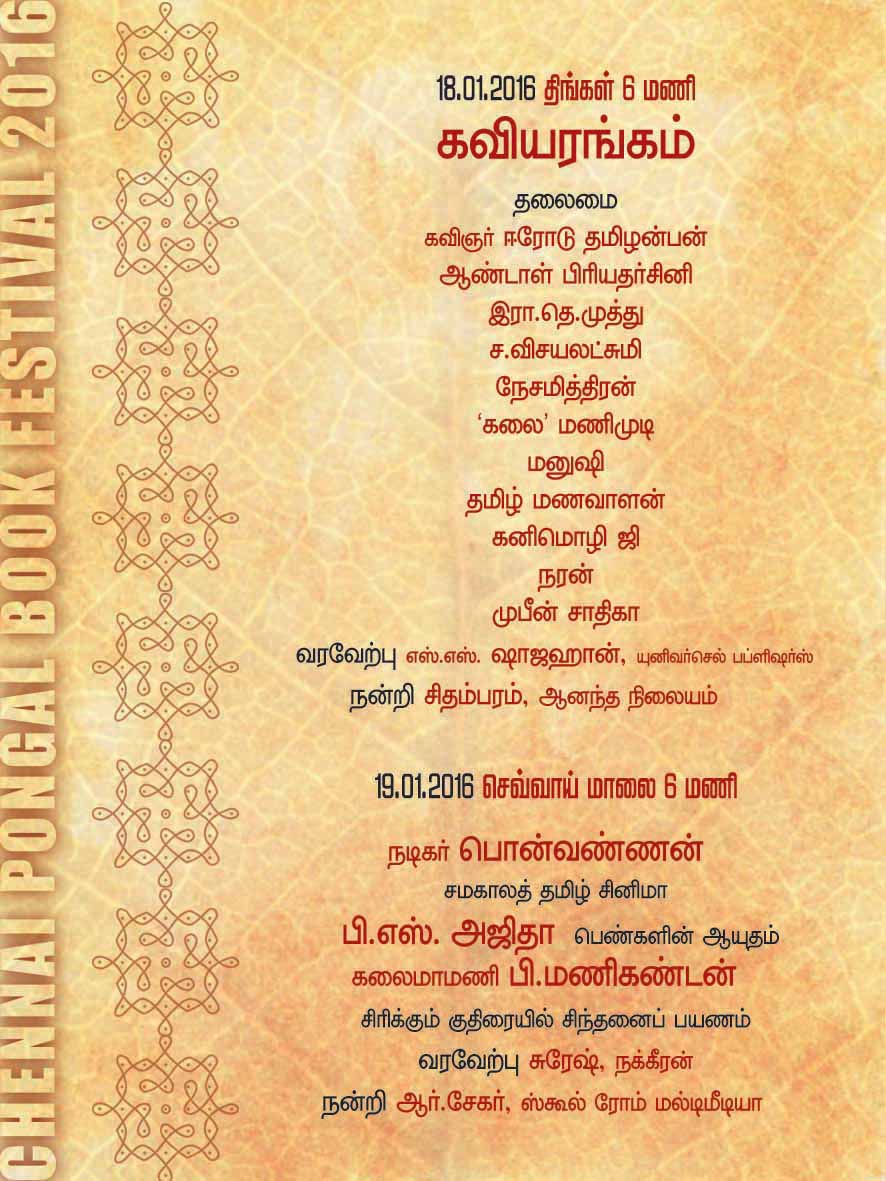 CHENNAI PONGAL BOOK FESTIVAL 2016
18.01.2016 திங்கள் 6 மணி
கவியரங்கம்
தலைமை
கவிஞர் ஈரோடு தமிழன்பன்
ஆண்டாள் பிரியதர்சினி
இரா.தெ.முத்து
ச.விசயலட்சுமி
நேசமித்திரன்
‘கலை’ மணிமுடி
மனுஷி
தமிழ் மணவாளன்
கனிமொழி ஜி
நரன்
முபீன் சாதிகா
வரவேற்பு எஸ்.எஸ். ஷாஜஹான், யுனிவர்செல் பப்ளிஷர்ஸ்
நன்றி சிதம்பரம், ஆனந்த நிலையம்
19.01.2016 செவ்வாய் மாலை 6 மணி
நடிகர் பொன்வண்ணன்
சமகாலத் தமிழ் சினிமா
பி.எஸ். அஜிதா பெண்களின் ஆயுதம்
கலைமாமணி பி.மணிகண்டன்
சிரிக்கும் குதிரையில் சிந்தனைப் பயணம்
வரவேற்பு சுரேஷ், நக்கீரன்
நன்றி ஆர்.சேகர், ஸ்கூல் ரோம் மல்டிமீடியா